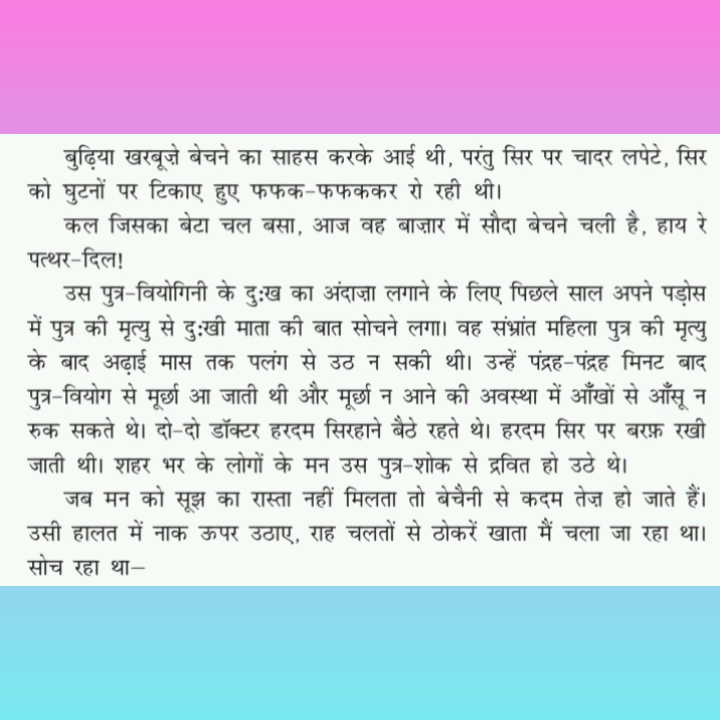 बुढ़िया खरबूज़े बेचने का साहस करके आई थी, परंतु सिर पर चादर लपेटे, सिर
को घुटनों पर टिकाए हुए फफक-फफककर रो रही थी।
कल जिसका बेटा चल बसा, आज वह बाज़ार में सौदा बेचने चली है, हाय रे
पत्थर-दिल!
उस पुत्र-वियोगिनी के दु:ख का अंदाज़ा लगाने के लिए पिछले साल अपने पड़ोस
में पुत्र की मृत्यु से दु:खी माता की बात सोचने लगा। वह संभ्रांत महिला पुत्र की मृत्यु
के बाद अढ़ाई मास तक पलंग से उठ न सकी थी। उन्हें पंद्रह-पंद्रह मिनट बाद
पुत्र-वियोग से मूर्छा आ जाती थी और मूर्छा न आने की अवस्था में आँखों से आँसू न
रुक सकते थे। दो-दो डॉक्टर हरदम सिरहाने बैठे रहते थे। हरदम सिर पर बरफ़ रखी
जाती थी। शहर भर के लोगों के मन उस पुत्र-शोक से द्रवित हो उठे थे।
जब मन को सूझ का रास्ता नहीं मिलता तो बेचैनी से कदम तेज़ हो जाते हैं।
उसी हालत में नाक ऊपर उठाए, राह चलतों से ठोकरें खाता मैं चला जा रहा था।
सोच रहा था—